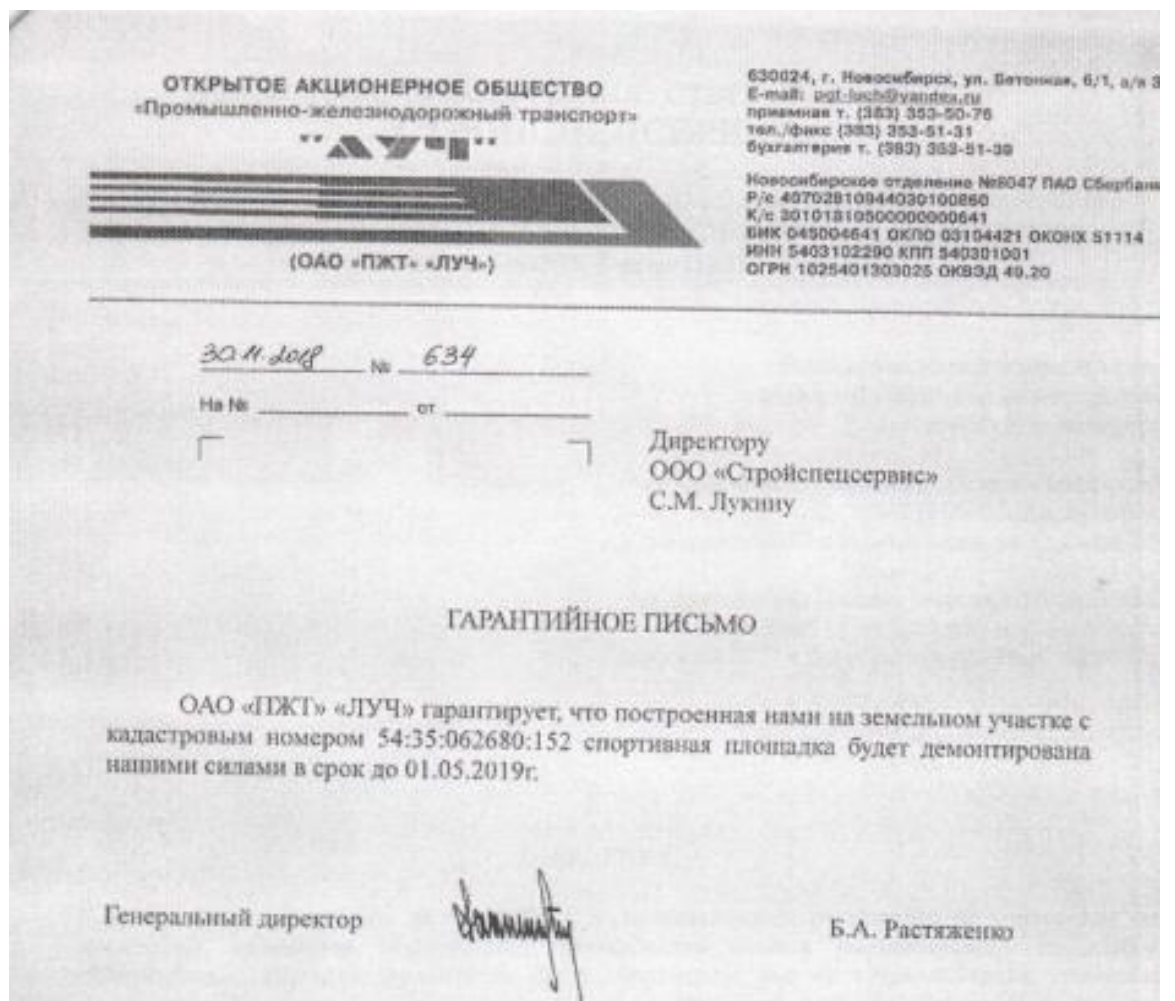 ОТКРЫТОЕ АКЦИОНЕРНОЕ ОБЩЕСТВО
«Промышленно-железнодорожный транспорт»
"ЛУЧ"
(ОАО «ПЖТ» «ЛУЧ»)
630024, г. Новосибирск, ул. Бетонная, 6/1, а/я 3
E-mail: pgt-luch@yandex.ru
приемная т. (383) 353-50-76
тел./факс (383) 353-51-31
бухгалтерия т. (383) 353-51-39
Новосибирское отделение №8047 ПАО Сбербанк
Р/с 40702810944030100860
К/с 30101810500000000641
БИК 045004641 ОКПО 03104421 ОКОНХ 51114
ИНН 5403102290 КПП 540301001
ОГРН 1025401303025 ОКВЭД 49.20
30.11.2018 № 634
На № от
Директору
ООО «Стройспецсервис»
С.М. Лукину
ГАРАНТИЙНОЕ ПИСЬМО
ОАО «ПЖТ» «ЛУЧ» гарантирует, что построенная нами на земельном участке с
кадастровым номером 54:35:062680:152 спортивная площадка будет демонтирована
нашими силами в срок до 01.05.2019г.
Генеральный директор
Б.А. Растяженко